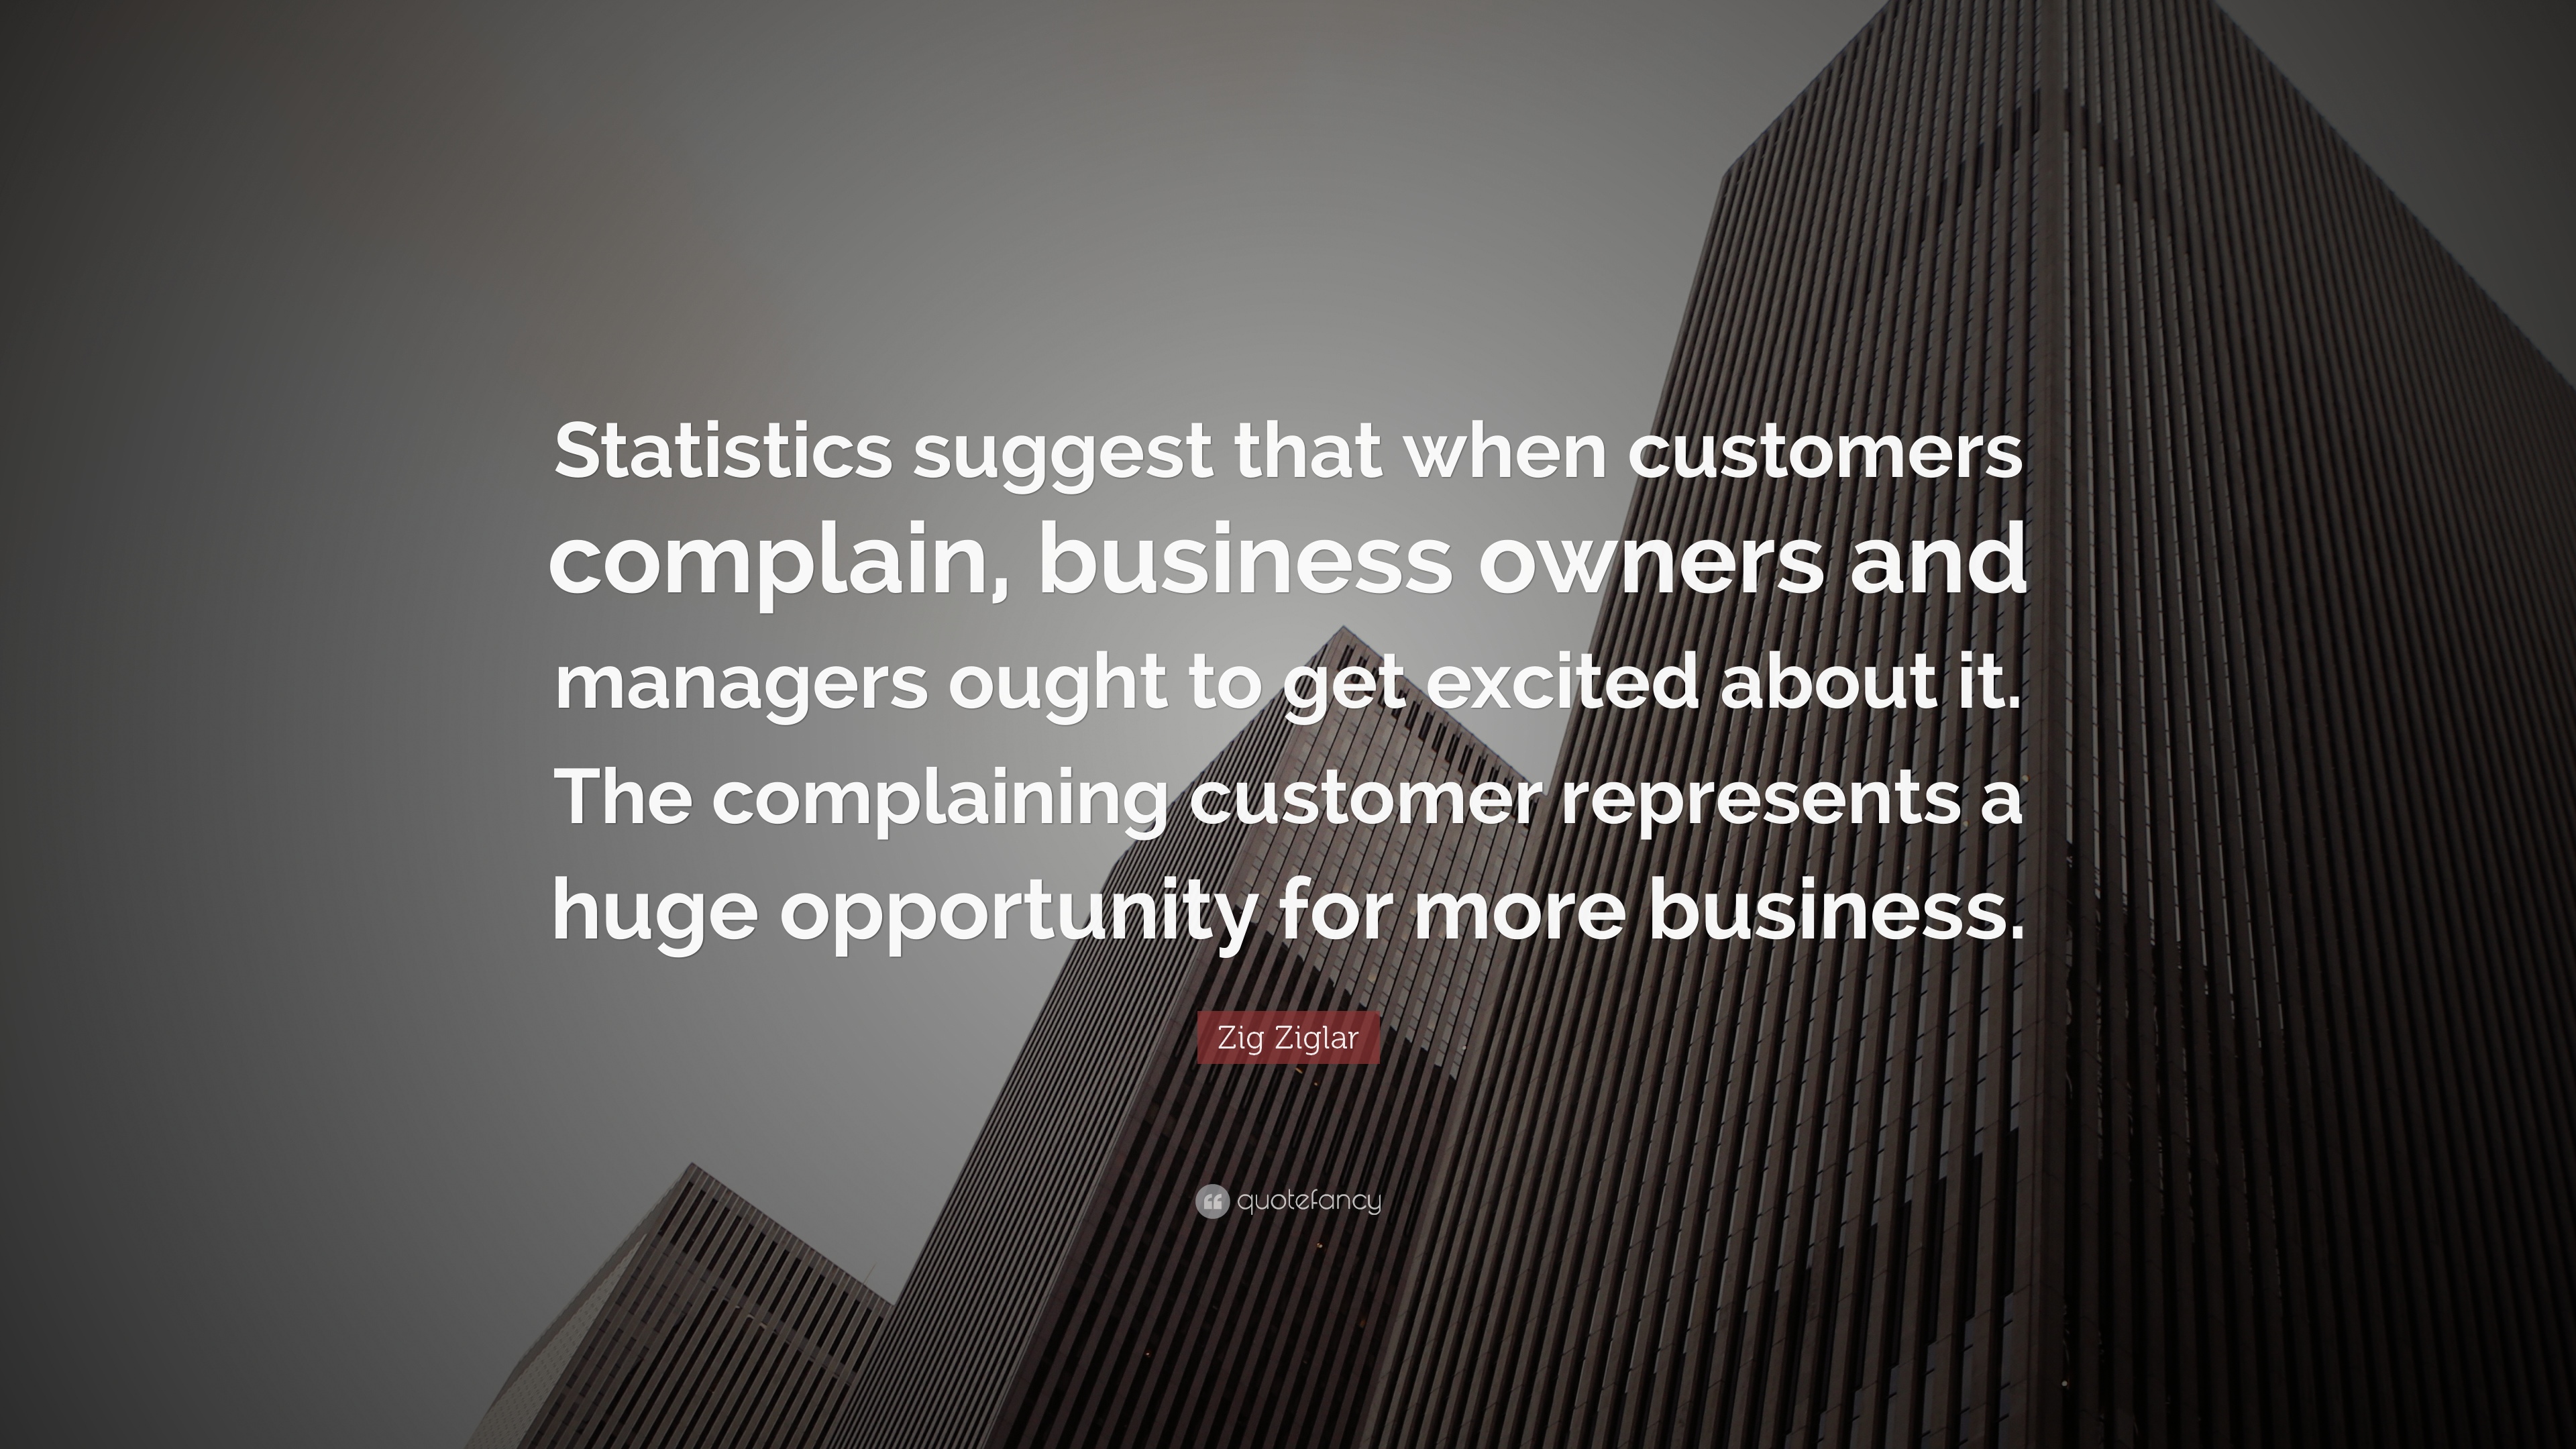 Statistics suggest that when customers
complain, business owners and
managers ought to get excited about it.
The complaining customer represents a
huge opportunity for more business.
Zig Ziglar
quotefancy